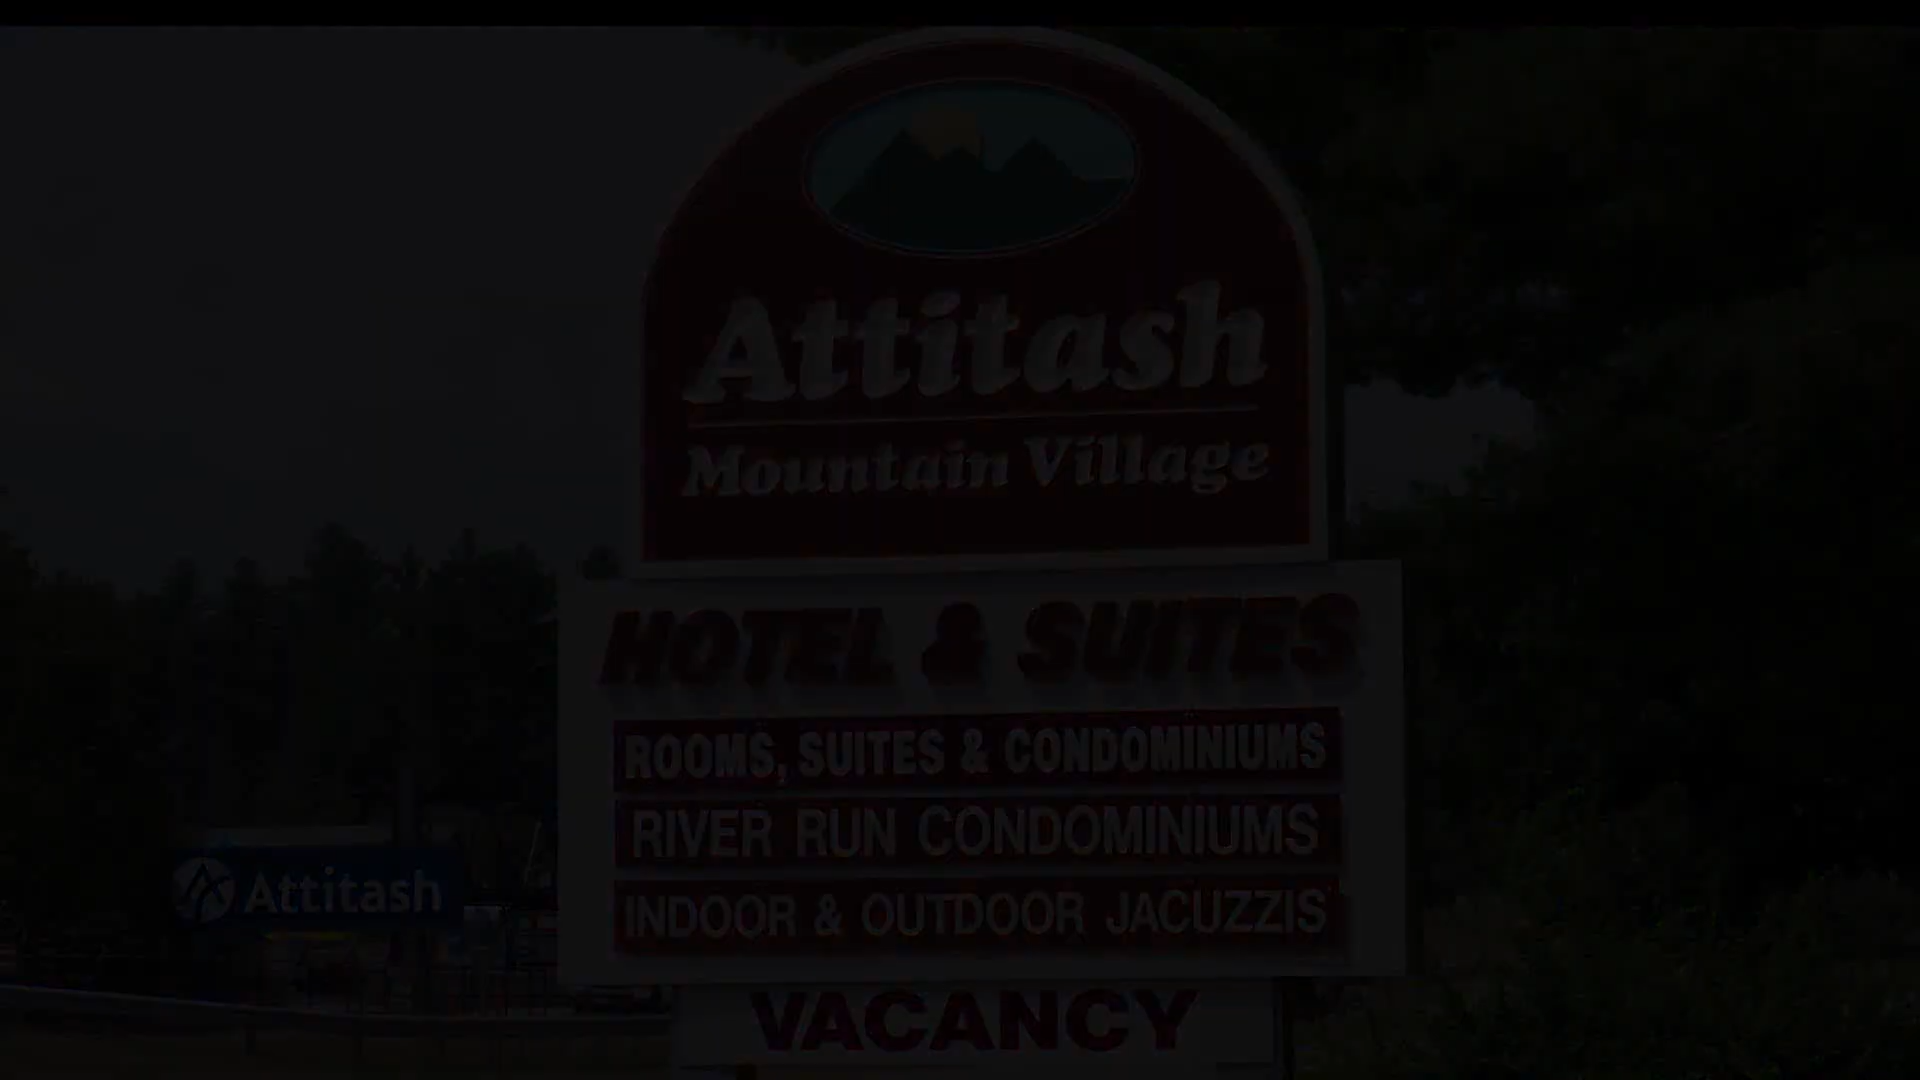 Attitash
Mountain Village
HOTEL & SUITES
ROOMS, SUITES & CONDOMINIUMS
RIVER RUN CONDOMINIUMS
INDOOR & OUTDOOR JACUZZIS
VACANCY
Attitash